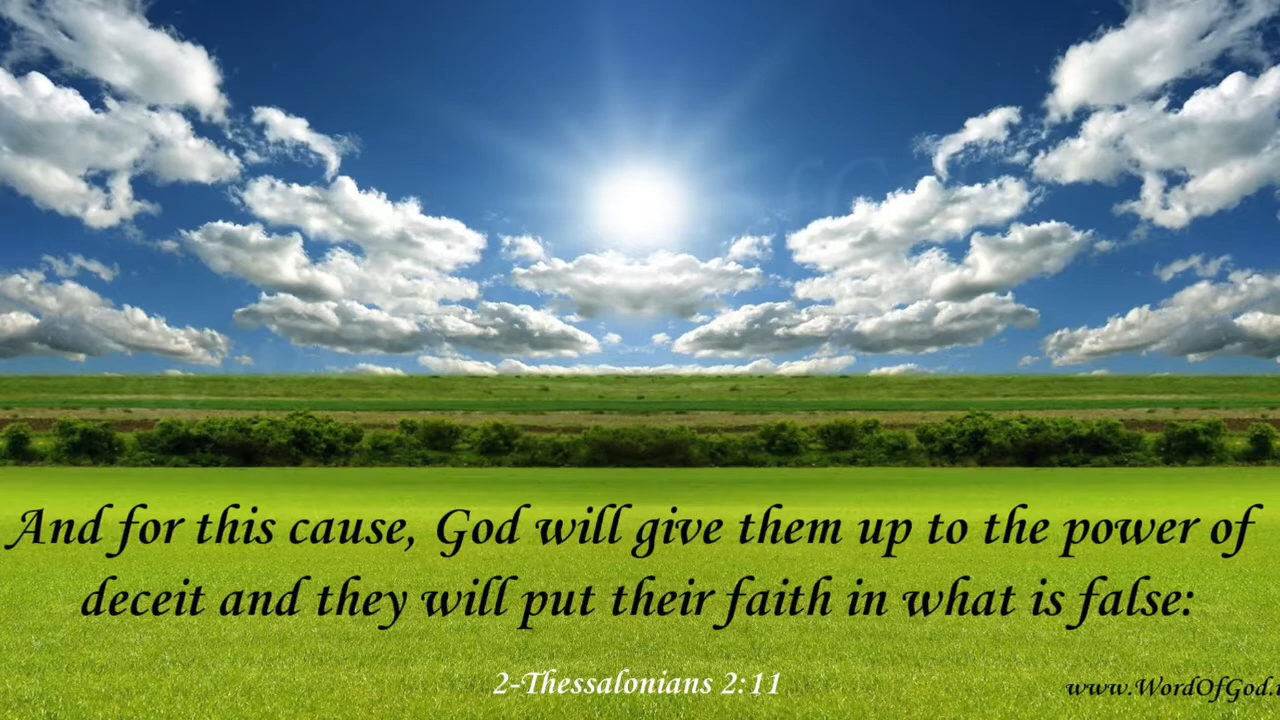 And for this cause, God will give them up to the power of
deceit and they will put their faith in what is false:
2-Thessalonians 2:11
www.WordOfGod.